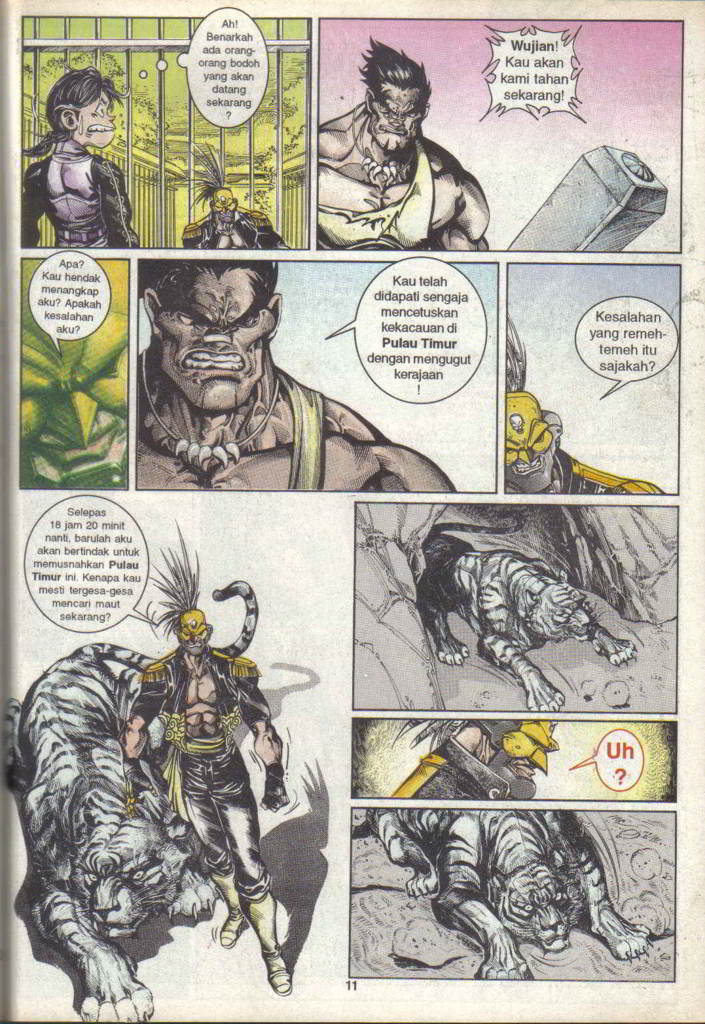 Ah!
Benarkah
ada orang-
orang bodoh
yang akan
datang
sekarang
?
Wujian!
Kau akan
kami tahan
sekarang!
Apa?
Kau hendak
menangkap
aku? Apakah
kesalahan
aku?
Kau telah
didapati sengaja
mencetuskan
kekacauan di
Pulau Timur
dengan mengugut
kerajaan
!
Kesalahan
yang remeh-
temeh itu
sajakah?
Selepas
18 jam 20 minit
nanti, barulah aku
akan bertindak untuk
memusnahkan Pulau
Timur ini. Kenapa kau
mesti tergesa-gesa
mencari maut
sekarang?
Uh
?
11